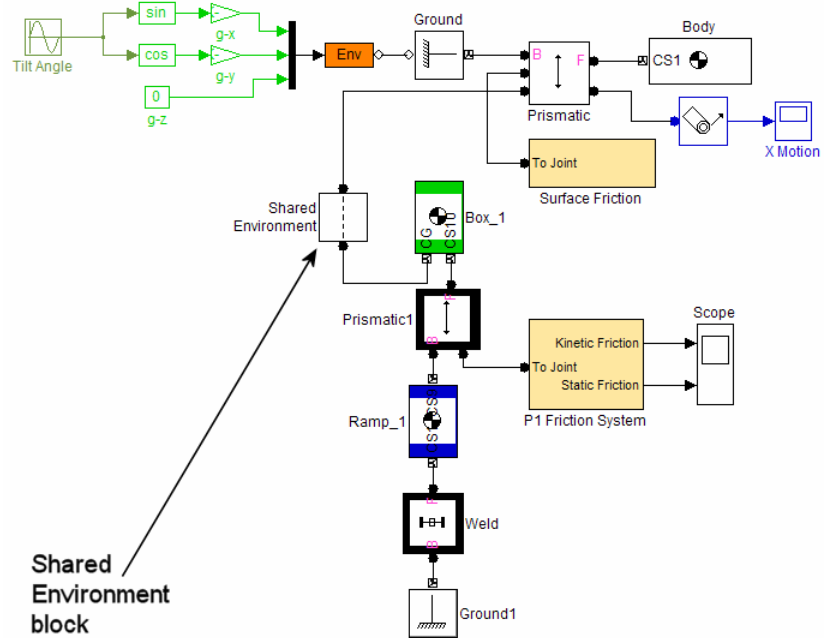 sin
Ground
Body
g-x
Env
B
F
CS1
Tilt Angle
cos
g-y
0
g-z
Prismatic
X Motion
To Joint
Surface Friction
Shared
Environment
Box_1
CG
CS10
F
Prismatic1
B
Scope
Kinetic Friction
To Joint
Static Friction
P1 Friction System
Ramp_1
F
Weld
B
Ground1
Shared
Environment
block